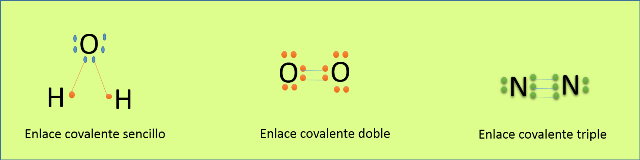 O
H H
Enlace covalente sencillo
O O
Enlace covalente doble
N N
Enlace covalente triple